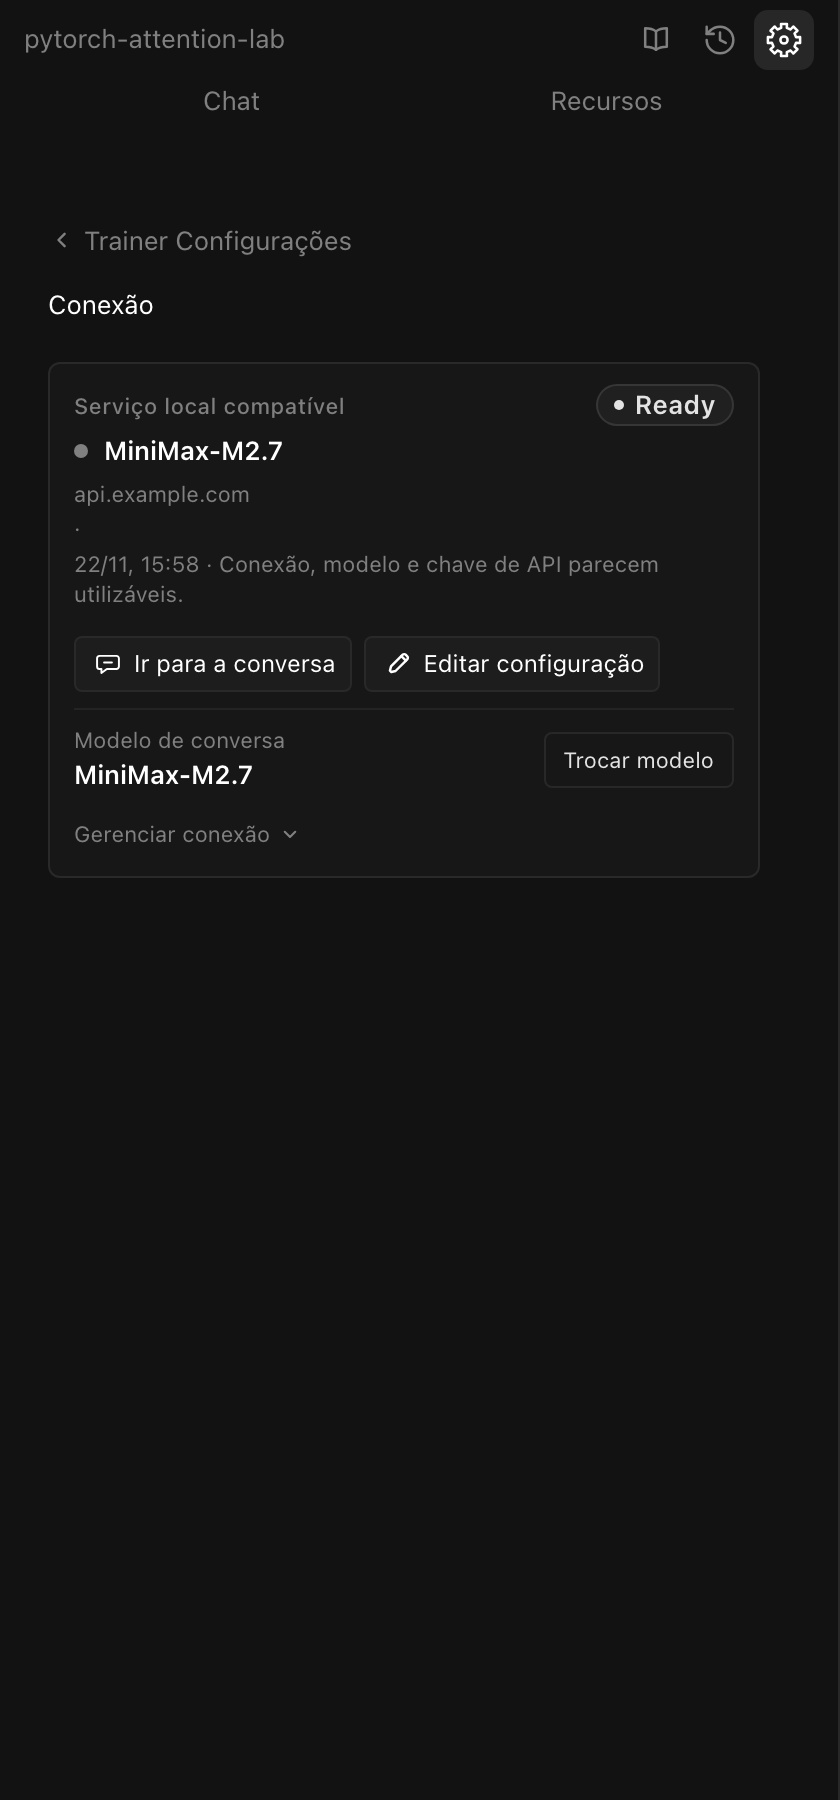 pytorch-attention-lab
Chat
Recursos
Trainer Configurações
Conexão
Serviço local compatível
Ready
MiniMax-M2.7
api.example.com
·
22/11, 15:58 · Conexão, modelo e chave de API parecem
utilizáveis.
Ir para a conversa
Editar configuração
Modelo de conversa
MiniMax-M2.7
Trocar modelo
Gerenciar conexão